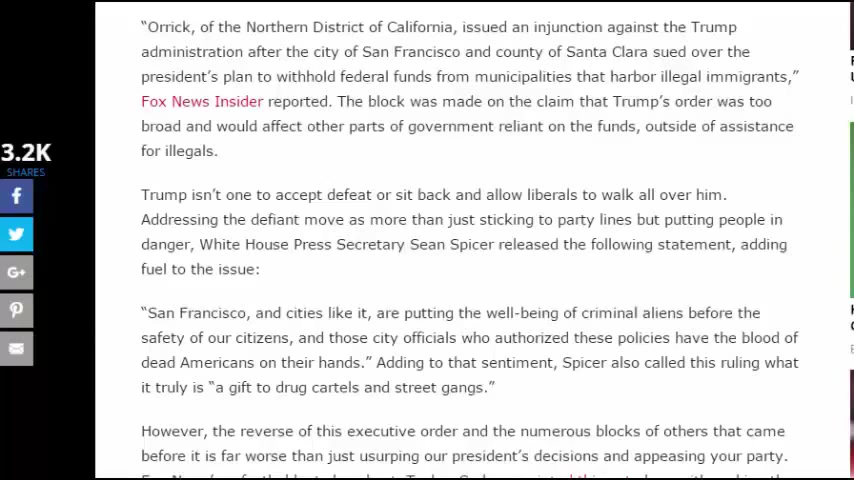 “Orrick, of the Northern District of California, issued an injunction against the Trump
administration after the city of San Francisco and county of Santa Clara sued over the
president’s plan to withhold federal funds from municipalities that harbor illegal immigrants,”
Fox News Insider reported. The block was made on the claim that Trump’s order was too
broad and would affect other parts of government reliant on the funds, outside of assistance
for illegals.
3.2K
SHARES
Trump isn’t one to accept defeat or sit back and allow liberals to walk all over him.
Addressing the defiant move as more than just sticking to party lines but putting people in
danger, White House Press Secretary Sean Spicer released the following statement, adding
fuel to the issue:
“San Francisco, and cities like it, are putting the well-being of criminal aliens before the
safety of our citizens, and those city officials who authorized these policies have the blood of
dead Americans on their hands.” Adding to that sentiment, Spicer also called this ruling what
it truly is “a gift to drug cartels and street gangs.”
However, the reverse of this executive order and the numerous blocks of others that came
before it is far worse than just usurping our president’s decisions and appeasing your party.